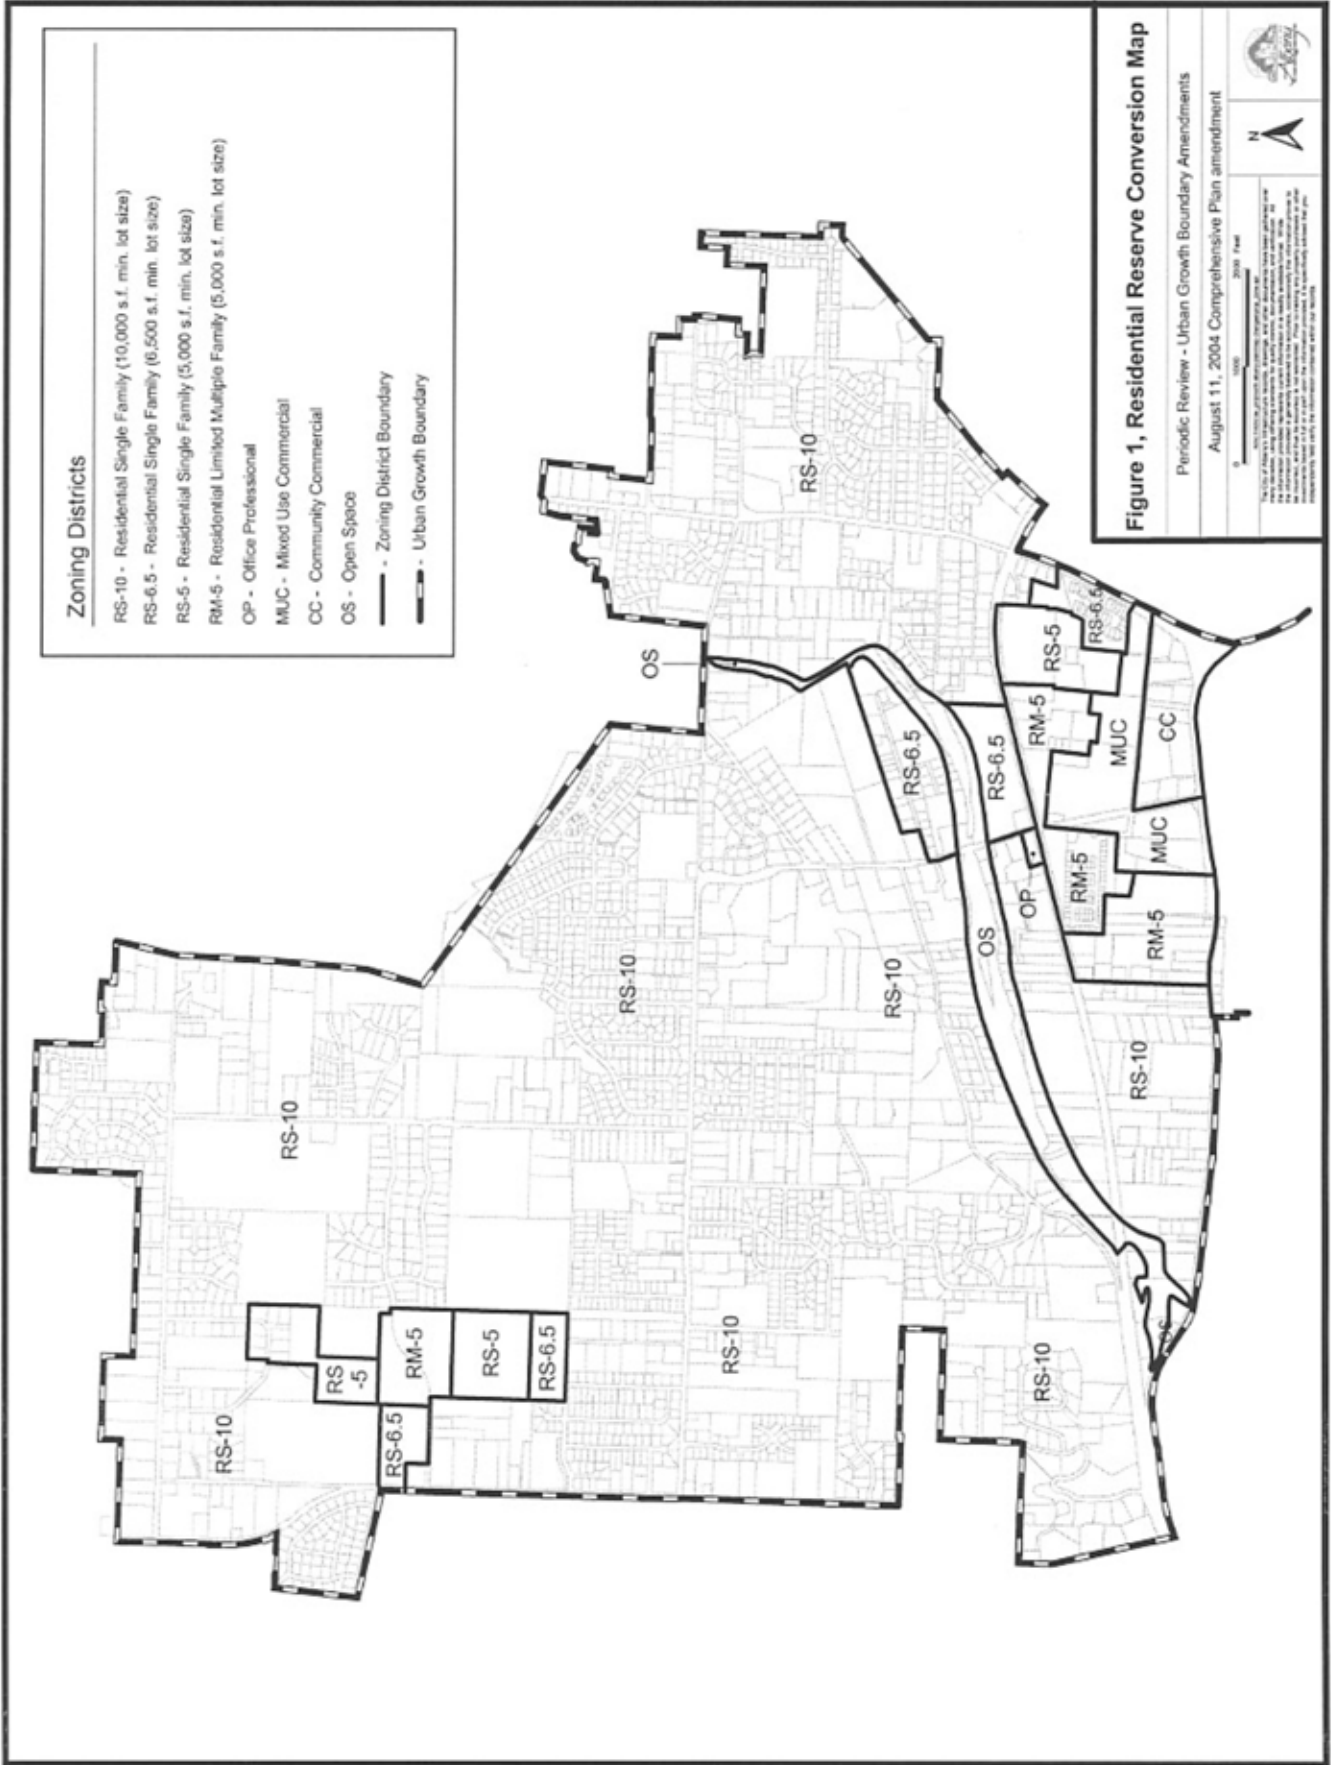 Zoning Districts
RS-10 - Residential Single Family (10,000 s.f. min. lot size)
RS-6.5 - Residential Single Family (6,500 s.f. min. lot size)
RS-5 - Residential Single Family (5,000 s.f. min. lot size)
RM-5 - Residential Limited Multiple Family (5,000 s.f. min. lot size)
OP - Office Professional
MUC - Mixed Use Commercial
CC - Community Commercial
OS - Open Space
- Zoning District Boundary
- Urban Growth Boundary
RS-10
RS-10
RS
-5
RM-5
RS-5
RS-6.5
RS-6.5
RS-10
OS
RS-10
RS-10
RS-10
RS-6.5
RS-6.5
OS
OP
RS-10
RS-10
OS
RM-5
RM-5
RM-5
RS-5
RS-6.5
MUC
MUC
CC
Figure 1, Residential Reserve Conversion Map
Periodic Review - Urban Growth Boundary Amendments
August 11, 2004 Comprehensive Plan amendment
0 1000 2000 Feet
N
Albany